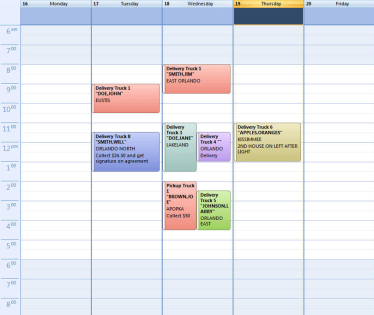 16 Monday 17 Tuesday 18 Wednesday 19 Thursday 20 Friday
6 am
7 00
8 00
9 00
10 00
11 00
12 pm
1 00
2 00
3 00
4 00
5 00
6 00
7 00
8 00
Delivery Truck 1
"DOE,JOHN"
EUSTIS
Delivery Truck 8
"SMITH,WILL"
ORLANDO NORTH
Collect $24.50 and get
signature on agreement
Delivery Truck 1
"SMITH,JIM"
EAST ORLANDO
Delivery
Truck
3
"DOE,JANE"
LAKELAND
Delivery
Truck 4 ""
ORLANDO
Delivery
Pickup Truck
1
"BROWN,JO
E"
APOPKA
Collect $50
Delivery
Truck 5
"JOHNSON,L
ARRY"
ORLANDO
EAST
Delivery Truck 6
"APPLES,ORANGES"
KISSIMMEE
2ND HOUSE ON LEFT AFTER
LIGHT